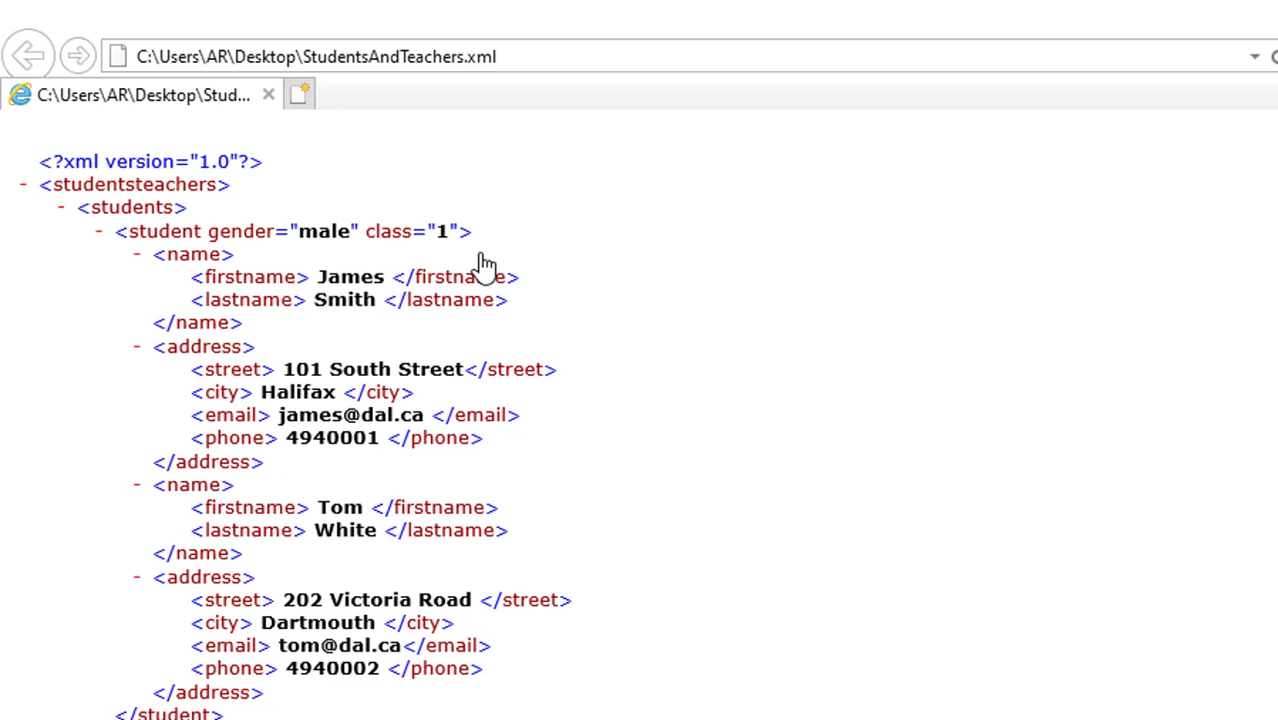 C:\Users\AR\Desktop\StudentsAndTeachers.xml
C:\Users\AR\Desktop\Stud...
<?xml version="1.0"?>
- <studentsteachers>
- <students>
- <student gender="male" class="1">
- <name>
<firstname> James </firstname>
<lastname> Smith </lastname>
</name>
- <address>
<street> 101 South Street</street>
<city> Halifax </city>
<email> james@dal.ca </email>
<phone> 4940001 </phone>
</address>
- <name>
<firstname> Tom </firstname>
<lastname> White </lastname>
</name>
- <address>
<street> 202 Victoria Road </street>
<city> Dartmouth </city>
<email> tom@dal.ca</email>
<phone> 4940002 </phone>
</address>
</student>